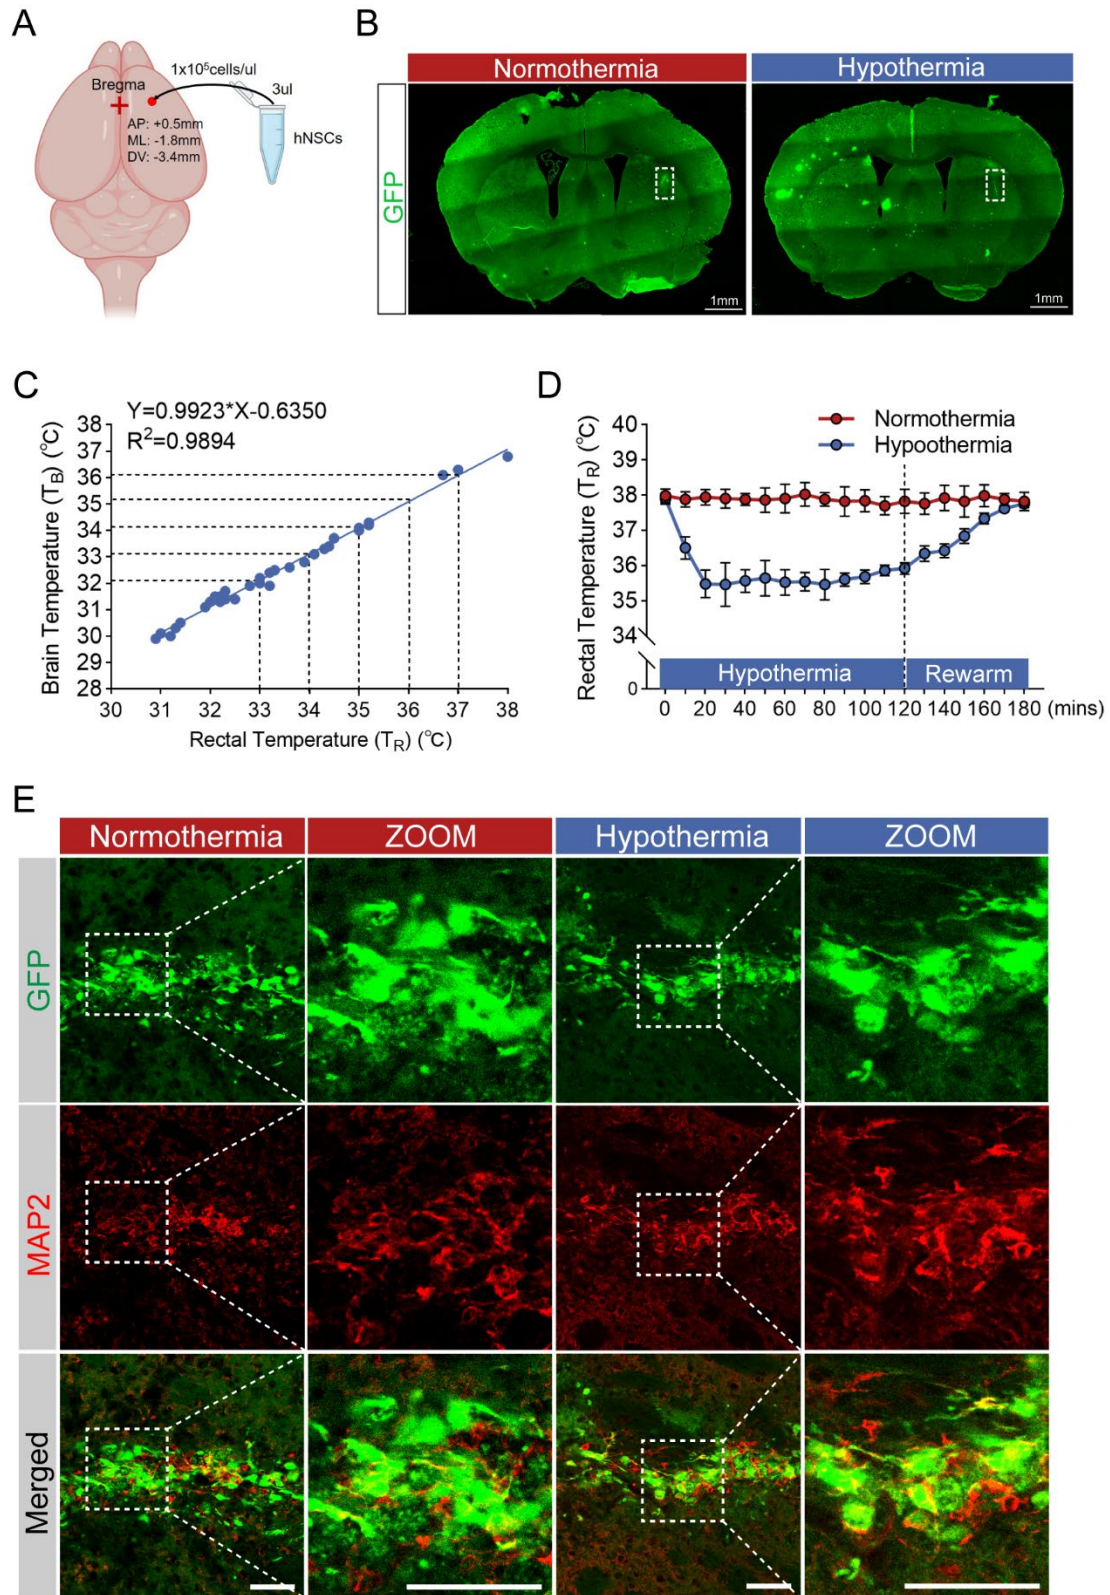 A
Bregma
1x10⁵cells/ul
3ul
hNSCs
AP: +0.5mm
ML: -1.8mm
DV: -3.4mm
B
Normothermia
Hypothermia
GFP
1mm
1mm
C
Y=0.9923*X-0.6350
R²=0.9894
Brain Temperature (T_B) (°C)
38
37
36
35
34
33
32
31
30
29
28
30 31 32 33 34 35 36 37 38
Rectal Temperature (T_R) (°C)
D
Normothermia
Hypoothermia
Rectal Temperature (T_R) (°C)
40
39
38
37
36
35
34
0
Hypothermia
Rewarm
0 20 40 60 80 100 120 140 160 180 (mins)
E
Normothermia
ZOOM
Hypothermia
ZOOM
GFP
MAP2
Merged